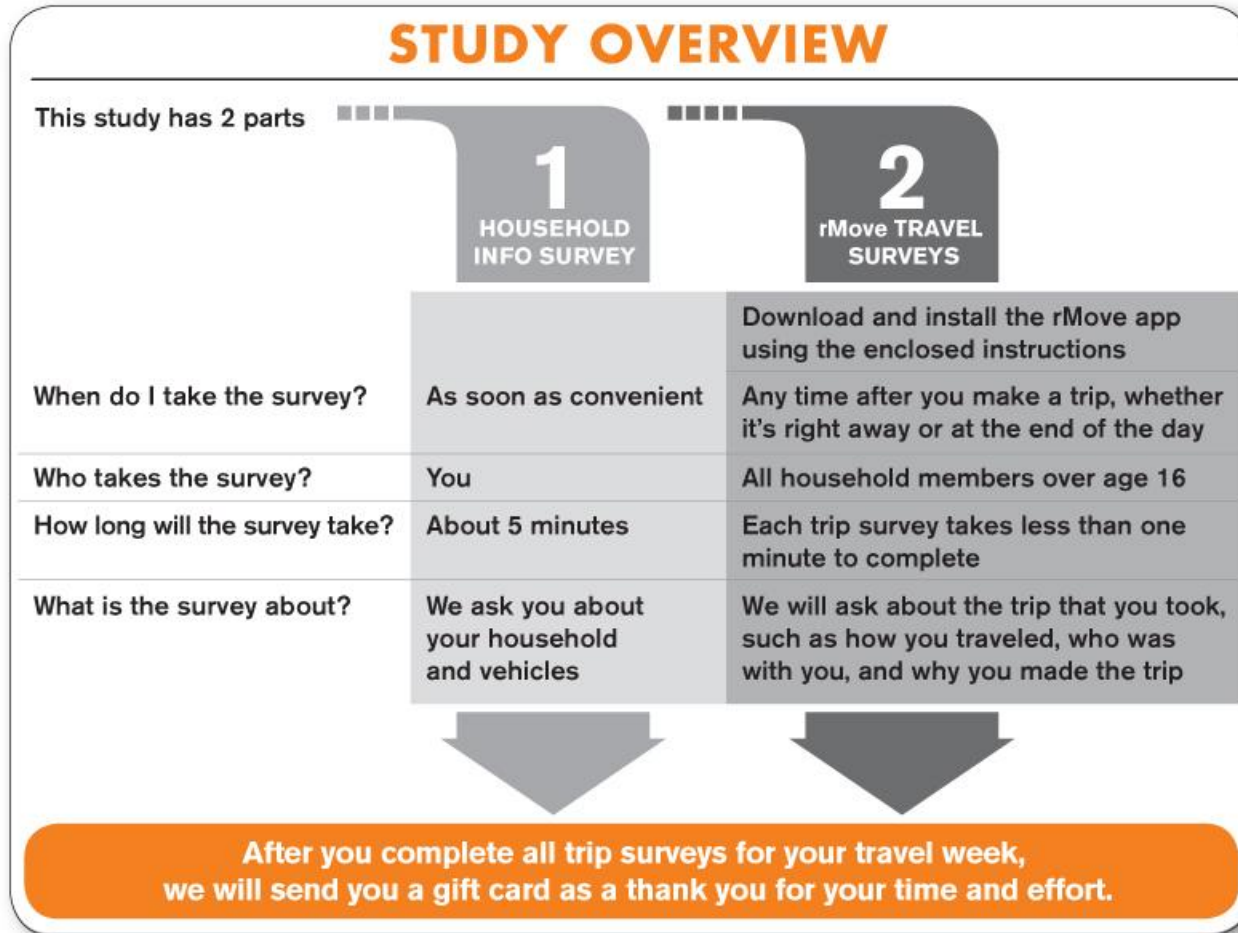 STUDY OVERVIEW
This study has 2 parts
1
HOUSEHOLD
INFO SURVEY
2
rMove TRAVEL
SURVEYS
Download and install the rMove app
using the enclosed instructions
When do I take the survey?
As soon as convenient
Any time after you make a trip, whether
it's right away or at the end of the day
Who takes the survey?
You
All household members over age 16
How long will the survey take?
About 5 minutes
Each trip survey takes less than one
minute to complete
What is the survey about?
We ask you about
your household
and vehicles
We will ask about the trip that you took,
such as how you traveled, who was
with you, and why you made the trip
After you complete all trip surveys for your travel week,
we will send you a gift card as a thank you for your time and effort.